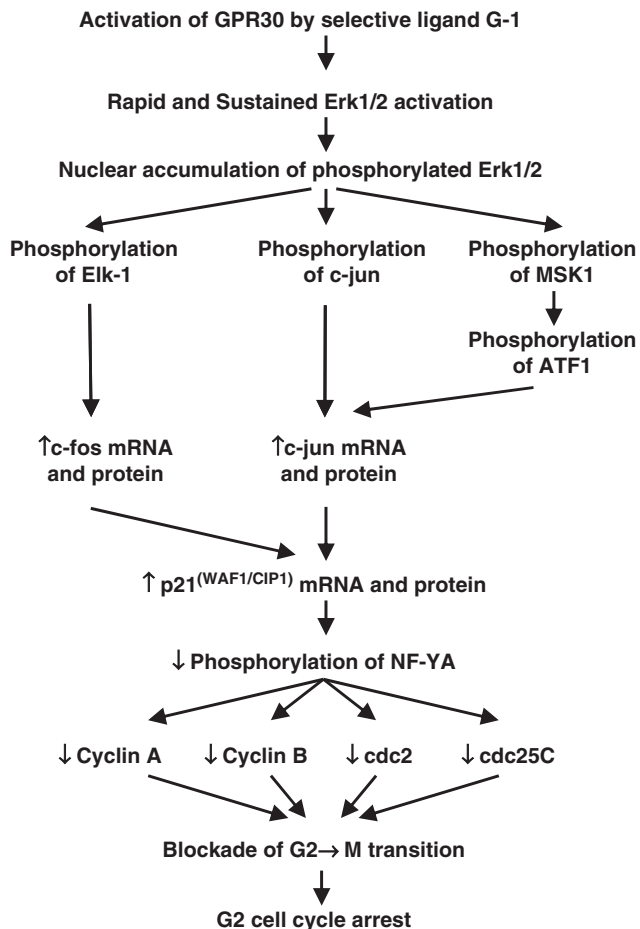 Activation of GPR30 by selective ligand G-1
Rapid and Sustained Erk1/2 activation
Nuclear accumulation of phosphorylated Erk1/2
Phosphorylation
of Elk-1
Phosphorylation
of c-jun
Phosphorylation
of MSK1
Phosphorylation
of ATF1
↑c-fos mRNA
and protein
↑c-jun mRNA
and protein
↑ p21(WAF1/CIP1) mRNA and protein
↓ Phosphorylation of NF-YA
↓ Cyclin A
↓ Cyclin B
↓ cdc2
↓ cdc25C
Blockade of G2→ M transition
G2 cell cycle arrest